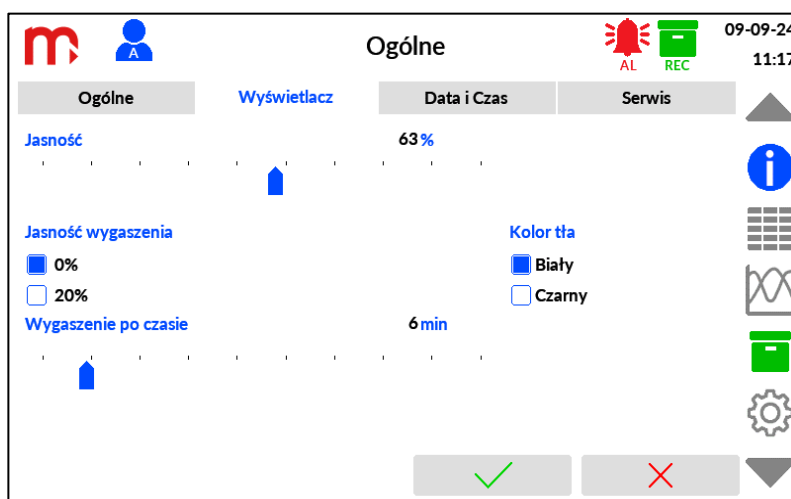 m
A
Ogólne
AL
REC
09-09-24
11:17
Ogólne
Wyświetlacz
Data i Czas
Serwis
Jasność
63 %
Jasność wygaszenia
Kolor tła
0%
Biały
20%
Czarny
Wygaszenie po czasie
6 min